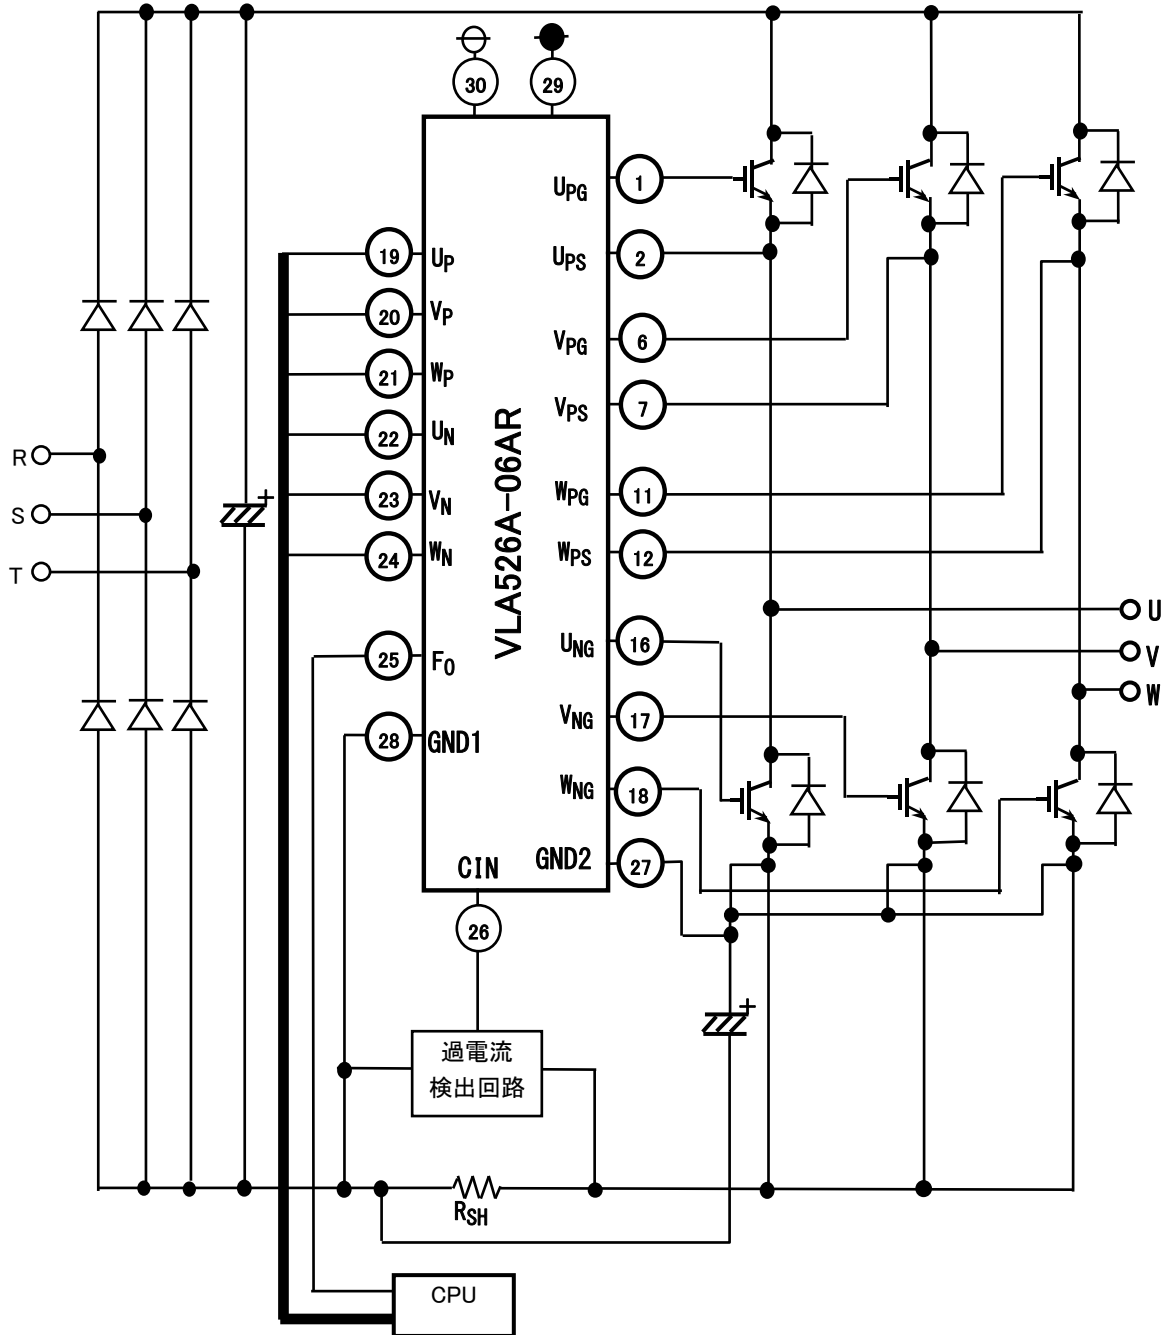 30
29
1
UPG
2
UPS
19
UP
20
VP
6
VPG
21
WP
7
VPS
22
UN
R
23
VN
11
WPG
S
+
24
WN
12
WPS
T
VLA526A-06AR
U
16
UNG
25
FO
V
W
17
VNG
28
GND1
18
WNG
27
GND2
CIN
26
+
過電流
検出回路
RSH
CPU